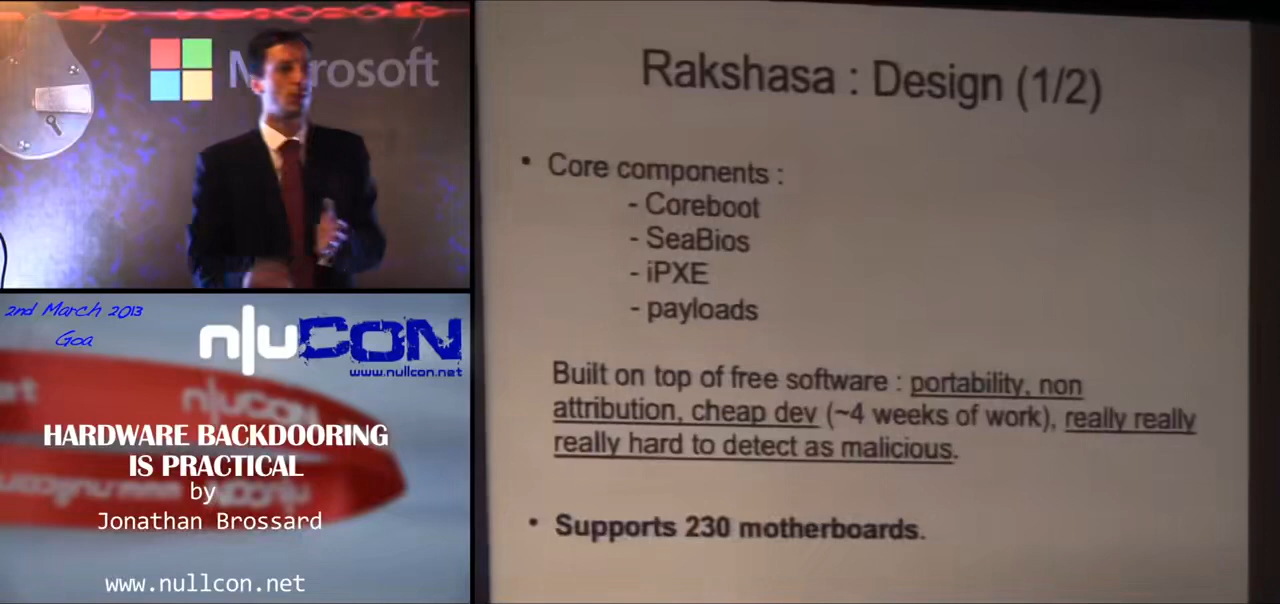 Microsoft
2nd March 2013
Goa
n|uCON
www.nullcon.net
HARDWARE BACKDOORING
IS PRACTICAL
by
Jonathan Brossard
www.nullcon.net
Rakshasa : Design (1/2)
• Core components :
- Coreboot
- SeaBios
- iPXE
- payloads
Built on top of free software : portability, non
attribution, cheap dev (~4 weeks of work), really really
really hard to detect as malicious.
• Supports 230 motherboards.